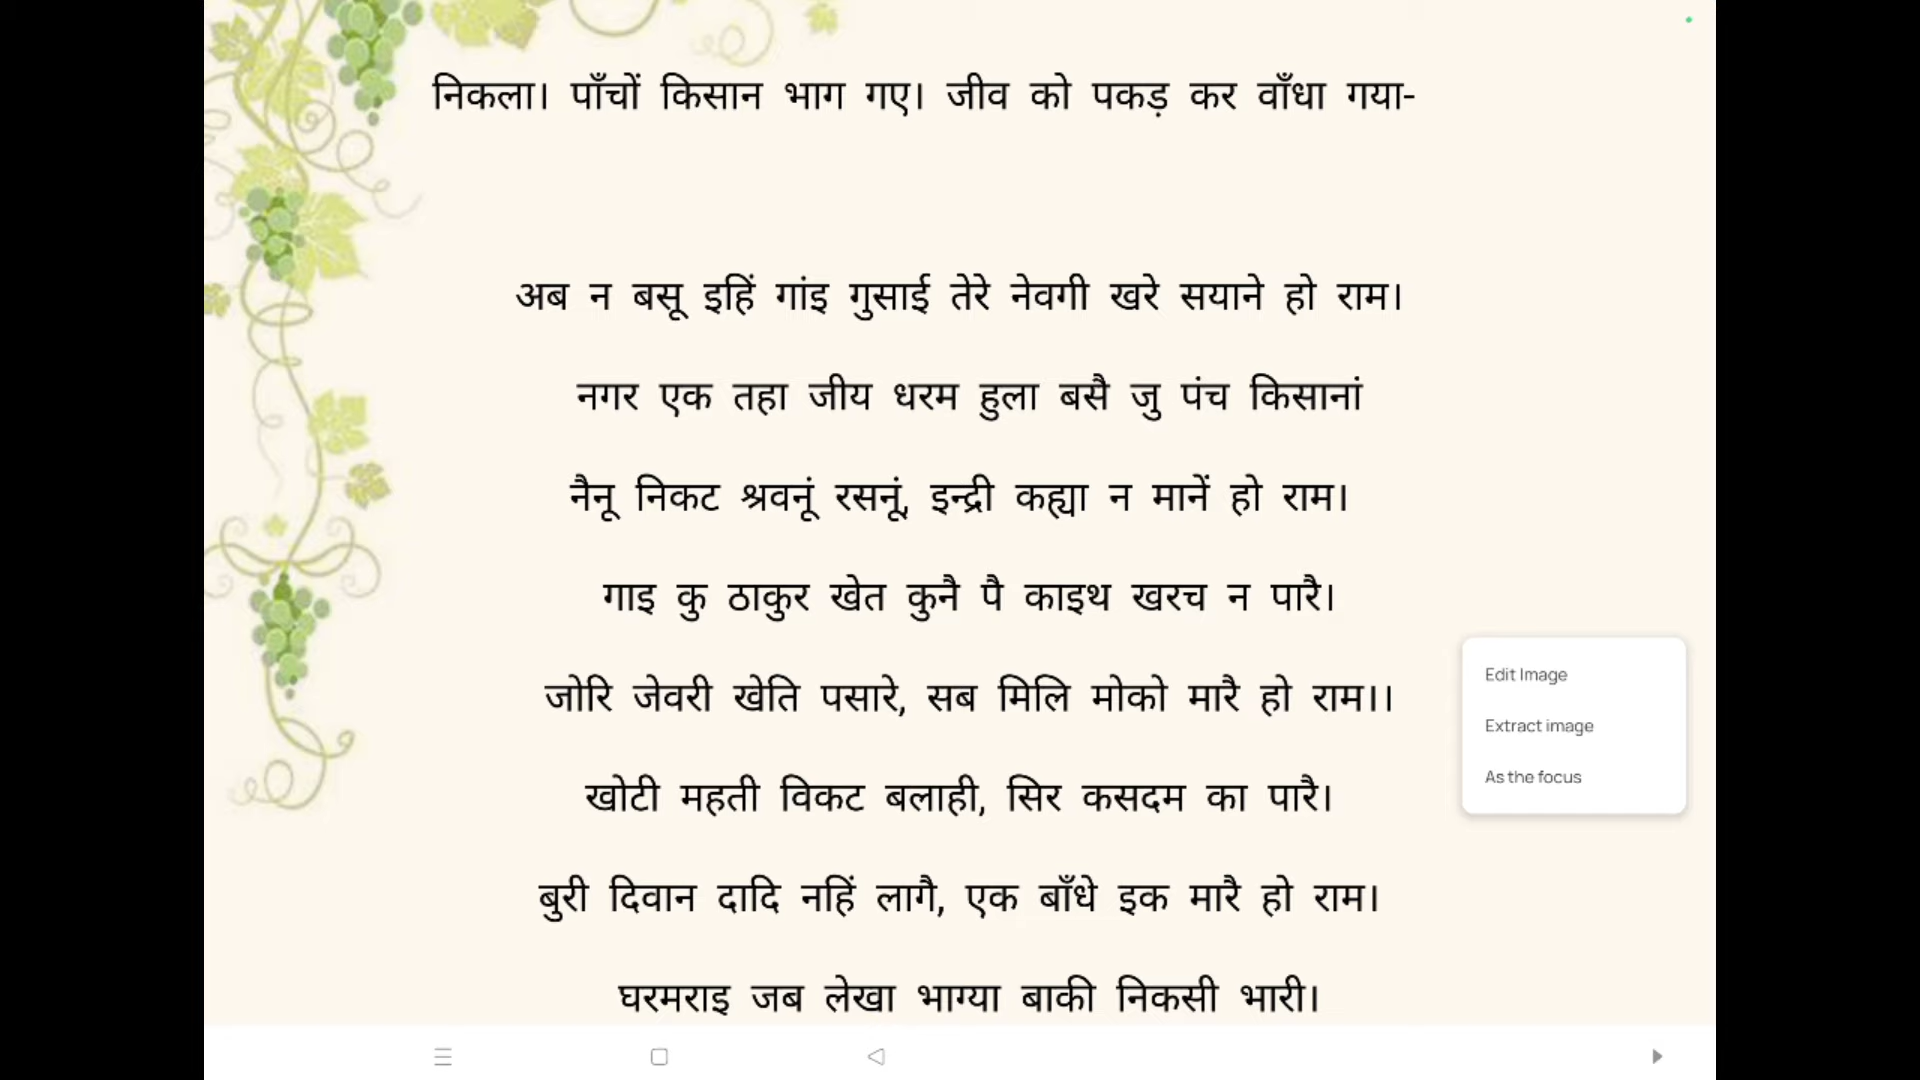 निकला। पाँचों किसान भाग गए। जीव को पकड़ कर वाँधा गया-
अब न बसू इहिं गांइ गुसाई तेरे नेवगी खरे सयाने हो राम।
नगर एक तहा जीय धरम हुला बसै जु पंच किसानां
नैनू निकट श्रवनूं रसनूं, इन्द्री कह्या न मानें हो राम।
गाइ कु ठाकुर खेत कुनै पै काइथ खरच न पारै।
जोरि जेवरी खेति पसारे, सब मिलि मोको मारै हो राम।।
खोटी महती विकट बलाही, सिर कसदम का पारै।
बुरी दिवान दादि नहिं लागै, एक बाँधे इक मारै हो राम।
घरमराइ जब लेखा भाग्या बाकी निकसी भारी।
Edit Image
Extract image
As the focus